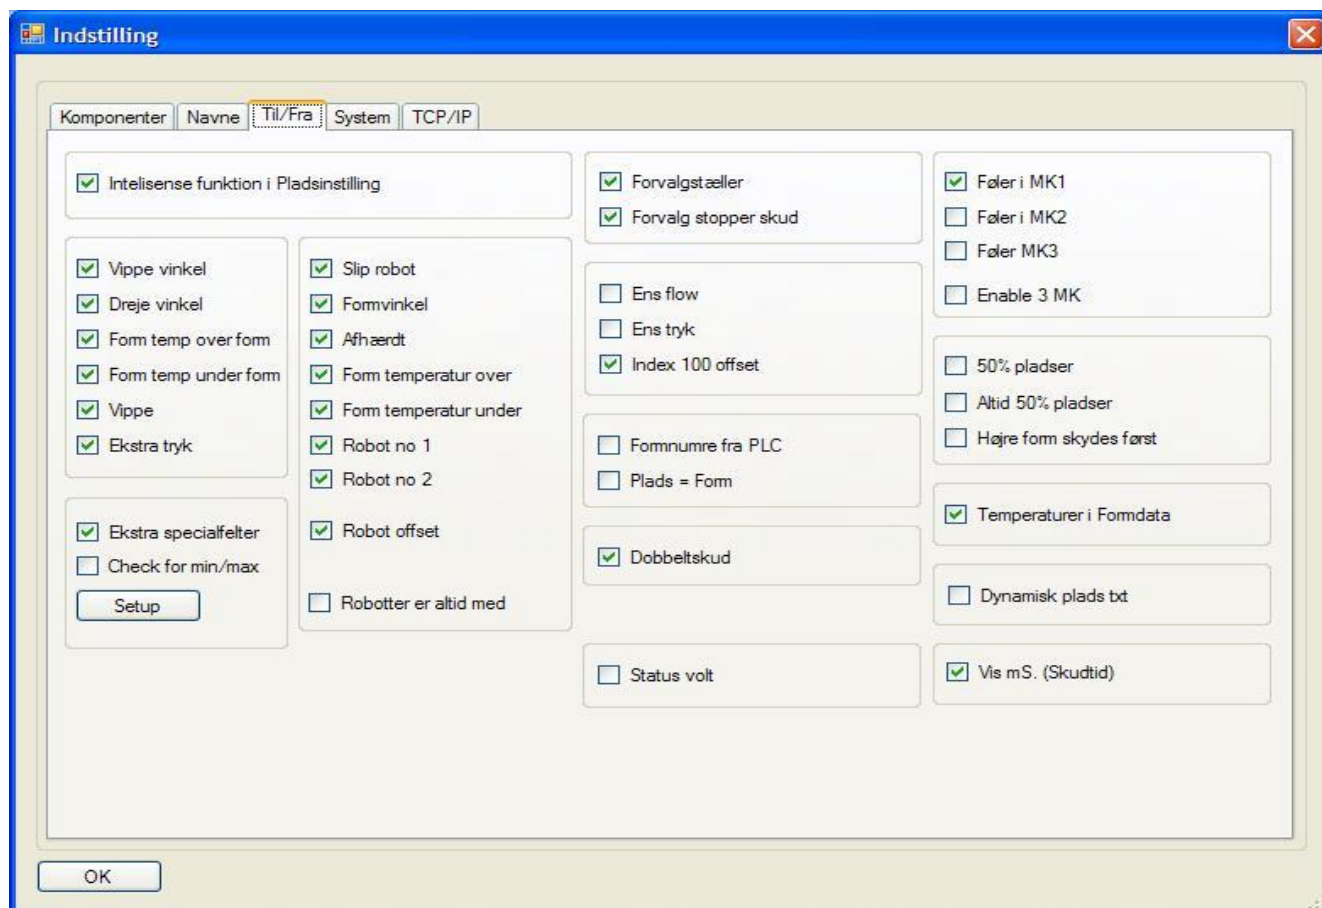 Indstilling
Komponenter Navne Til/Fra System TCP/IP
Intelisense funktion i Pladsinstilling
Vippe vinkel
Dreje vinkel
Form temp over form
Form temp under form
Vippe
Ekstra tryk
Ekstra specialfelter
Check for min/max
Setup
Slip robot
Formvinkel
Afhærdt
Form temperatur over
Form temperatur under
Robot no 1
Robot no 2
Robot offset
Robotter er altid med
Forvalgstæller
Forvalg stopper skud
Ens flow
Ens tryk
Index 100 offset
Formnumre fra PLC
Plads = Form
Dobbeltskud
Status volt
Føler i MK1
Føler i MK2
Føler MK3
Enable 3 MK
50% pladser
Altid 50% pladser
Højre form skydes først
Temperaturer i Formdata
Dynamisk plads txt
Vis mS. (Skudtid)
OK